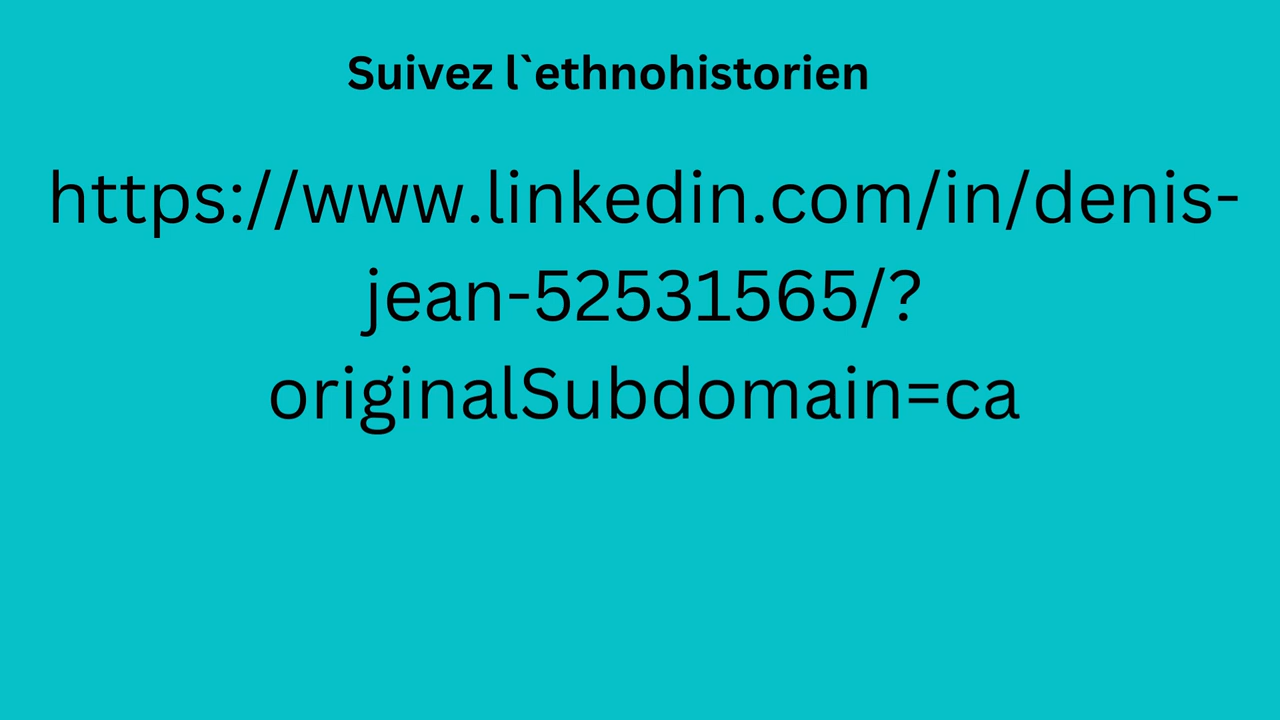 Suivez l`ethnohistorien
https://www.linkedin.com/in/denis-
jean-52531565/?
originalSubdomain=ca